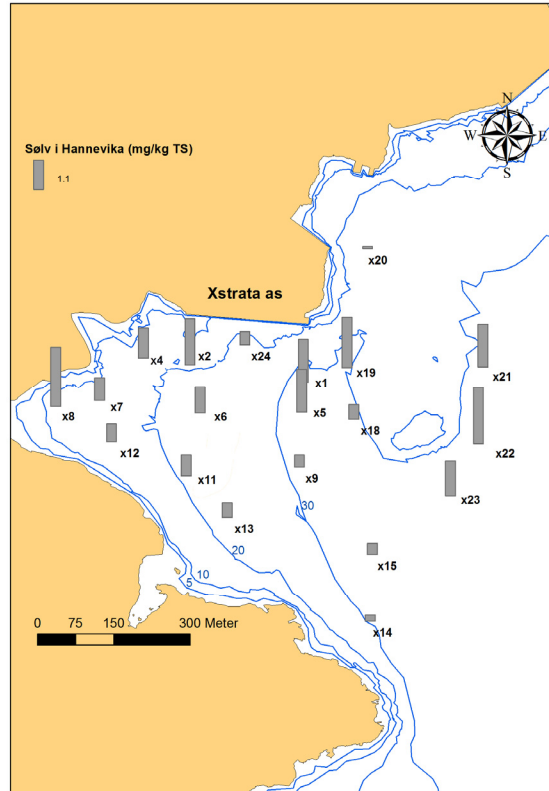 N
W E
S
Sølv i Hannevika (mg/kg TS)
1.1
x20
Xstrata as
x4
x2
x24
x1
x19
x21
x8
x7
x6
x5
x18
x12
x22
x11
x9
x23
x13
30
20
x15
10
5
x14
0 75 150 300 Meter